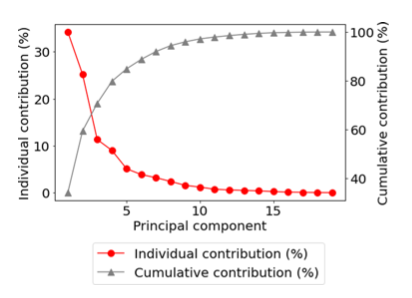 Individual contribution (%)
30
20
10
0
5
10
15
Principal component
100
80
60
40
Cumulative contribution (%)
Individual contribution (%)
Cumulative contribution (%)